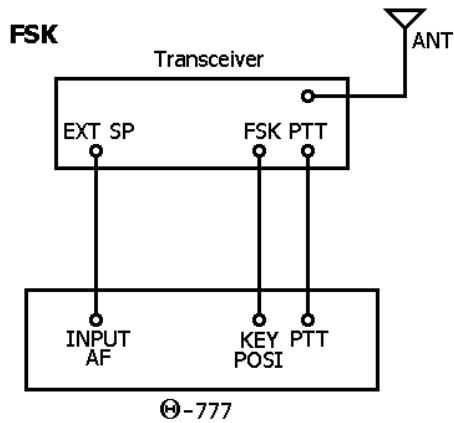 FSK
ANT
Transceiver
EXT SP FSK PTT
INPUT AF
KEY POSI
PTT
Θ-777